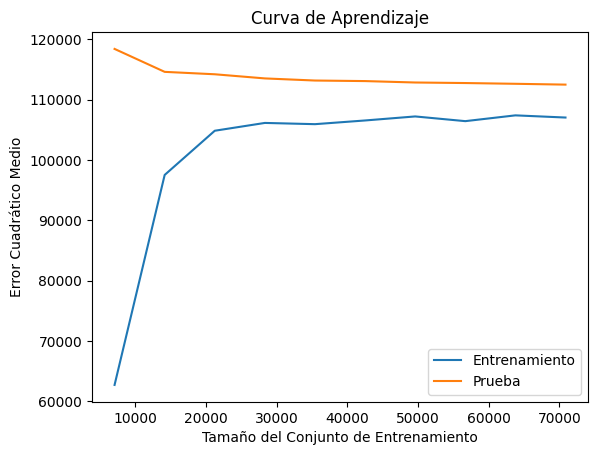 Curva de Aprendizaje
120000
110000
100000
90000
80000
70000
60000
Error Cuadrático Medio
Entrenamiento
Prueba
10000 20000 30000 40000 50000 60000 70000
Tamaño del Conjunto de Entrenamiento